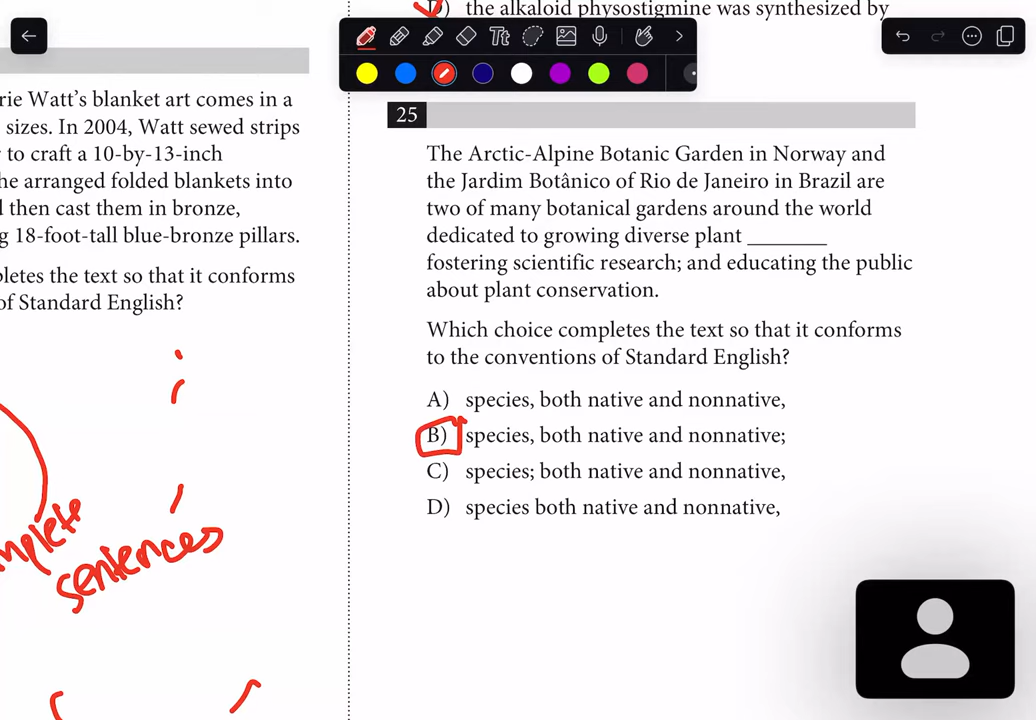 D) the alkaloid physostigmine was synthesized by
Tt
rie Watt's blanket art comes in a
sizes. In 2004, Watt sewed strips
to craft a 10-by-13-inch
he arranged folded blankets into
then cast them in bronze,
g 18-foot-tall blue-bronze pillars.
pletes the text so that it conforms
of Standard English?
mplete
sentences
25
The Arctic-Alpine Botanic Garden in Norway and
the Jardim Botânico of Rio de Janeiro in Brazil are
two of many botanical gardens around the world
dedicated to growing diverse plant _______
fostering scientific research; and educating the public
about plant conservation.
Which choice completes the text so that it conforms
to the conventions of Standard English?
A) species, both native and nonnative,
B) species, both native and nonnative;
C) species; both native and nonnative,
D) species both native and nonnative,